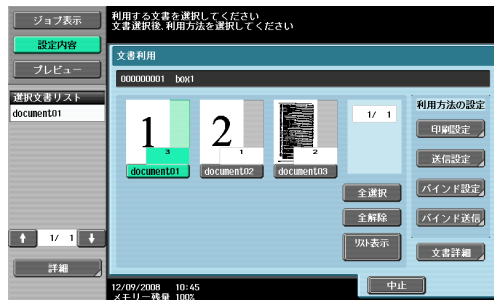 ジョブ表示
設定内容
プレビュー
選択文書リスト
document01
1/ 1
詳細
利用する文書を選択してください
文書選択後、利用方法を選択してください
文書利用
000000001 box1
1
3
document01
2
1
document02
2
document03
1/ 1
全選択
全解除
リスト表示
利用方法の設定
印刷設定
送信設定
バインド設定
バインド送信
文書詳細
中止
12/09/2008 10:45
メモリー残量 100%